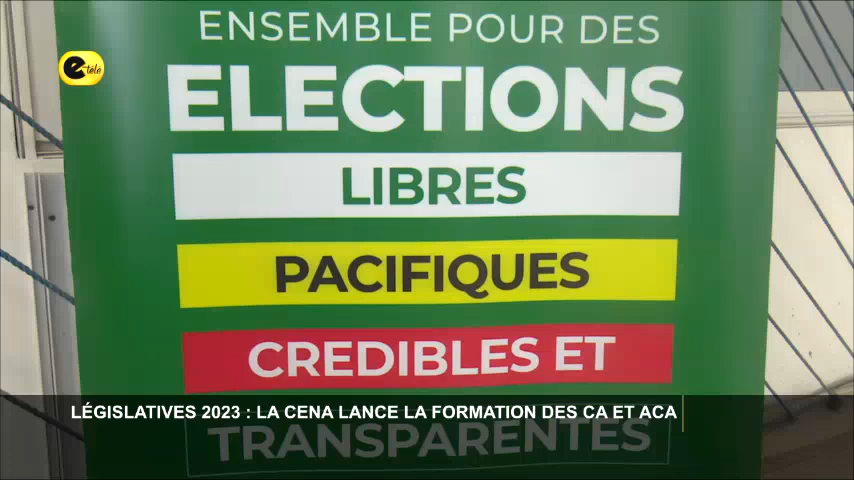 ENSEMBLE POUR DES
e télé
ELECTIONS
LIBRES
PACIFIQUES
CREDIBLES ET
LÉGISLATIVES 2023 : LA CENA LANCE LA FORMATION DES CA ET ACA
TRANSPARENTES